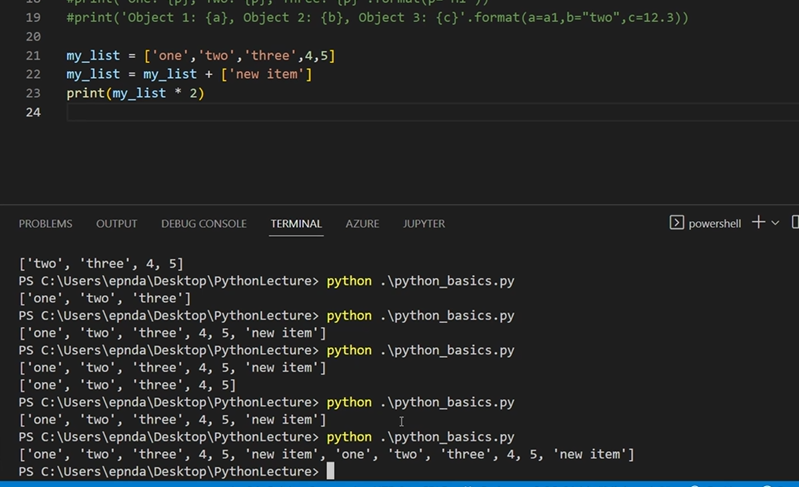 19 #print('Object 1: {a}, Object 2: {b}, Object 3: {c}'.format(a=a1,b="two",c=12.3))
20
21 my_list = ['one','two','three',4,5]
22 my_list = my_list + ['new item']
23 print(my_list * 2)
24
PROBLEMS OUTPUT DEBUG CONSOLE TERMINAL AZURE JUPYTER powershell
['two', 'three', 4, 5]
PS C:\Users\epnda\Desktop\PythonLecture> python .\python_basics.py
['one', 'two', 'three']
PS C:\Users\epnda\Desktop\PythonLecture> python .\python_basics.py
['one', 'two', 'three', 4, 5, 'new item']
PS C:\Users\epnda\Desktop\PythonLecture> python .\python_basics.py
['one', 'two', 'three', 4, 5, 'new item']
['one', 'two', 'three', 4, 5]
PS C:\Users\epnda\Desktop\PythonLecture> python .\python_basics.py
['one', 'two', 'three', 4, 5, 'new item']
PS C:\Users\epnda\Desktop\PythonLecture> python .\python_basics.py
['one', 'two', 'three', 4, 5, 'new item', 'one', 'two', 'three', 4, 5, 'new item']
PS C:\Users\epnda\Desktop\PythonLecture>